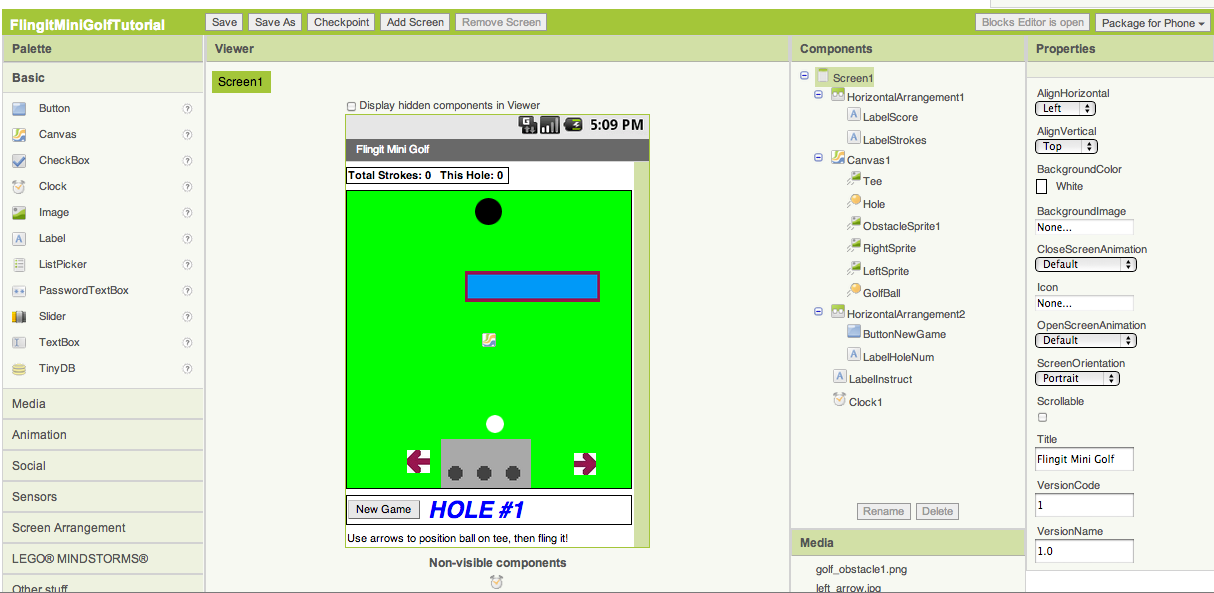 FlingItMiniGolfTutorial Save Save As Checkpoint Add Screen Remove Screen Blocks Editor is open Package for Phone
Palette
Basic
Button ?
Canvas ?
CheckBox ?
Clock ?
Image ?
Label ?
ListPicker ?
PasswordTextBox ?
Slider ?
TextBox ?
TinyDB ?
Media
Animation
Social
Sensors
Screen Arrangement
LEGO® MINDSTORMS®
Other stuff
Viewer
Screen1
Display hidden components in Viewer
G 5:09 PM
Flingit Mini Golf
Total Strokes: 0 This Hole: 0
New Game HOLE #1
Use arrows to position ball on tee, then fling it!
Non-visible components
Components
Screen1
HorizontalArrangement1
A LabelScore
A LabelStrokes
Canvas1
Tee
Hole
ObstacleSprite1
RightSprite
LeftSprite
GolfBall
HorizontalArrangement2
ButtonNewGame
A LabelHoleNum
A LabelInstruct
Clock1
Rename Delete
Media
golf_obstacle1.png
left_arrow.jpg
Properties
AlignHorizontal
Left
AlignVertical
Top
BackgroundColor
White
BackgroundImage
None...
CloseScreenAnimation
Default
Icon
None...
OpenScreenAnimation
Default
ScreenOrientation
Portrait
Scrollable
Title
Flingit Mini Golf
VersionCode
1
VersionName
1.0